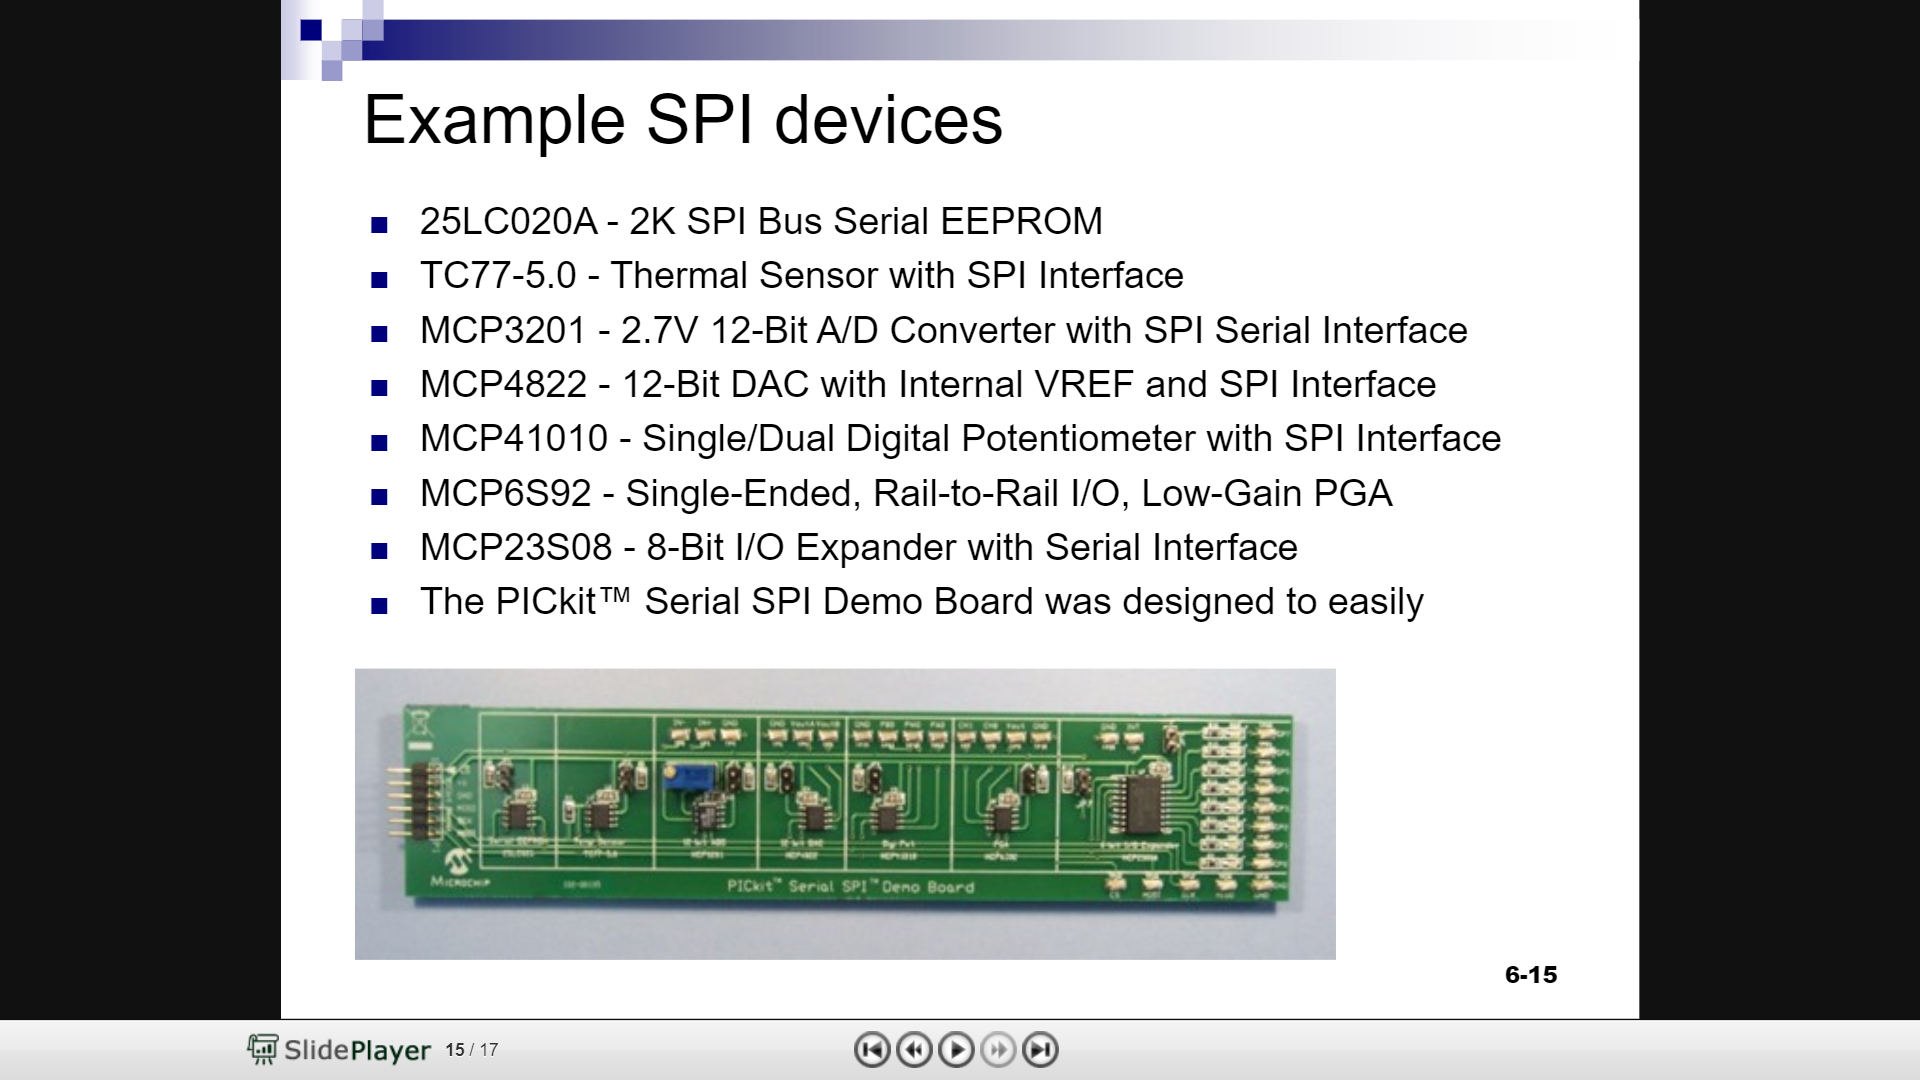 Example SPI devices
25LC020A - 2K SPI Bus Serial EEPROM
TC77-5.0 - Thermal Sensor with SPI Interface
MCP3201 - 2.7V 12-Bit A/D Converter with SPI Serial Interface
MCP4822 - 12-Bit DAC with Internal VREF and SPI Interface
MCP41010 - Single/Dual Digital Potentiometer with SPI Interface
MCP6S92 - Single-Ended, Rail-to-Rail I/O, Low-Gain PGA
MCP23S08 - 8-Bit I/O Expander with Serial Interface
The PICkit™ Serial SPI Demo Board was designed to easily
MICROCHIP
PICkit™ Serial SPI™ Demo Board
6-15
SlidePlayer 15 / 17